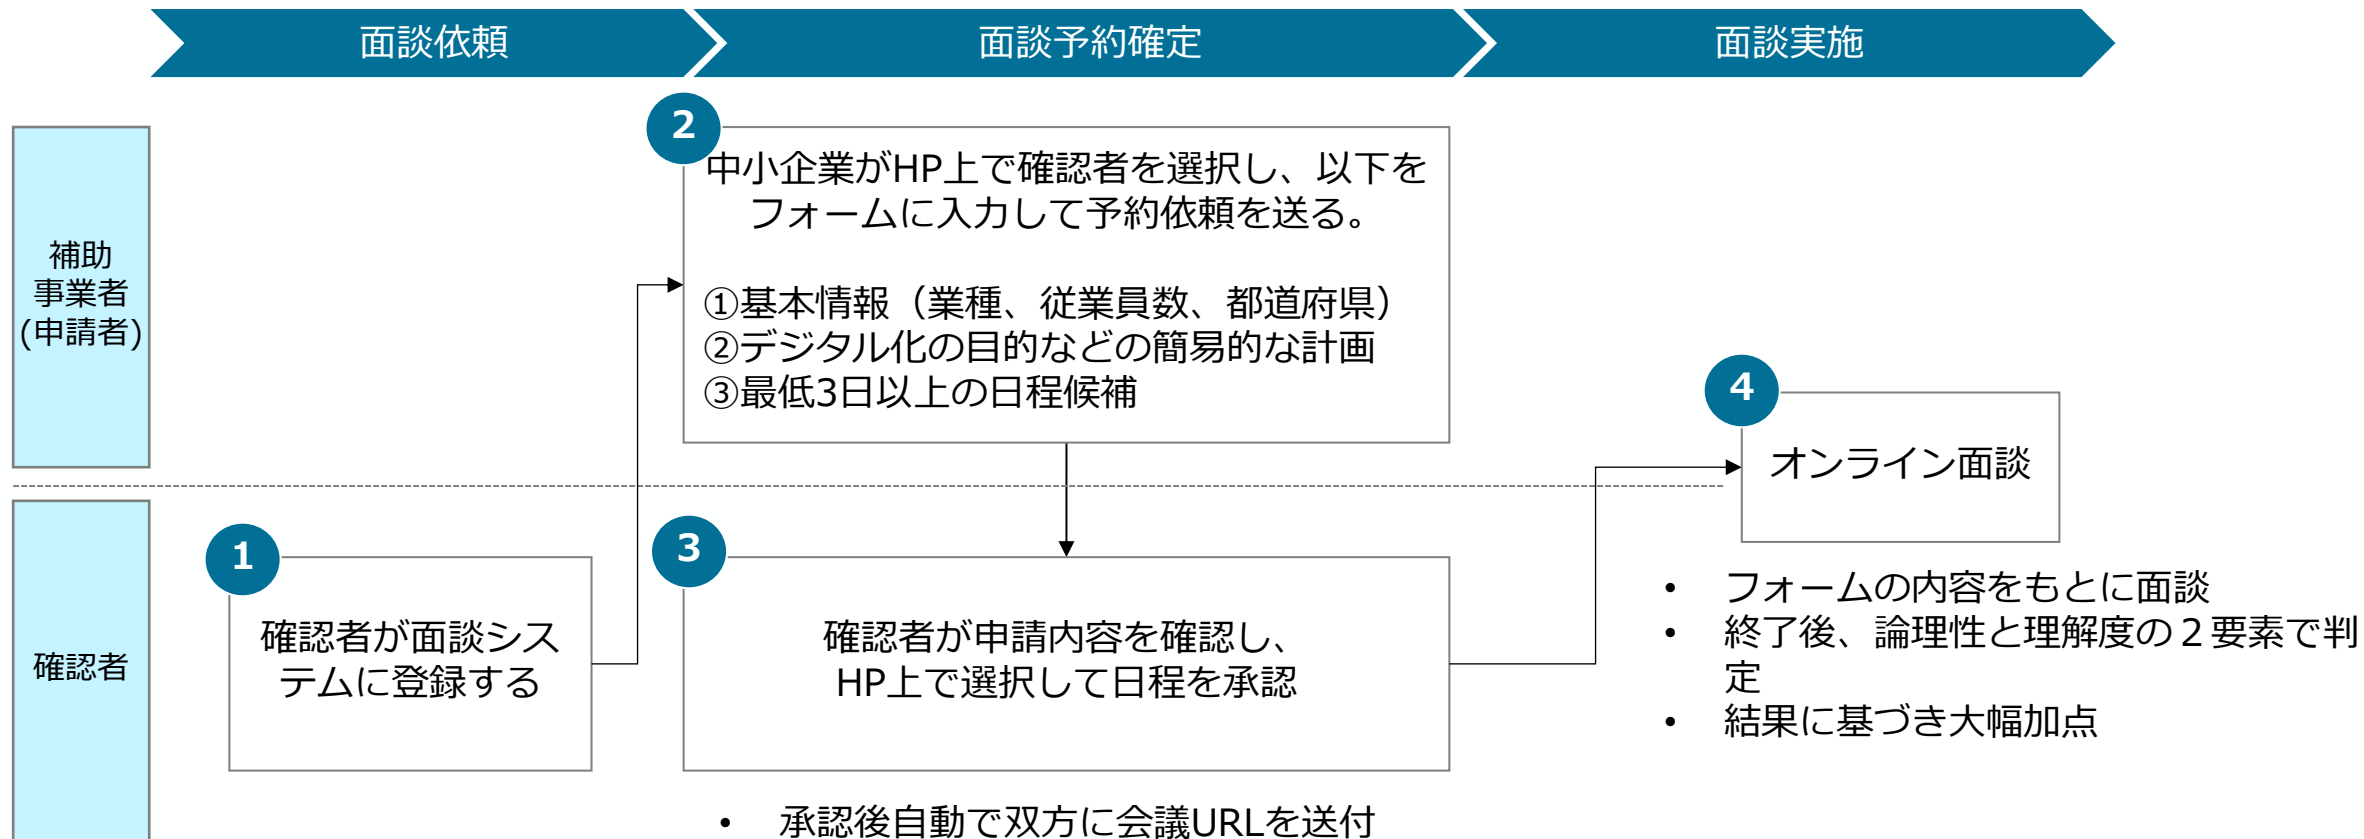 面談依頼
面談予約確定
面談実施
補助
事業者
(申請者)
2
中小企業がHP上で確認者を選択し、以下を
フォームに入力して予約依頼を送る。
①基本情報（業種、従業員数、都道府県）
②デジタル化の目的などの簡易的な計画
③最低3日以上の日程候補
4
オンライン面談
確認者
1
確認者が面談シス
テムに登録する
3
確認者が申請内容を確認し、
HP上で選択して日程を承認
• 承認後自動で双方に会議URLを送付
• フォームの内容をもとに面談
• 終了後、論理性と理解度の２要素で判
定
• 結果に基づき大幅加点